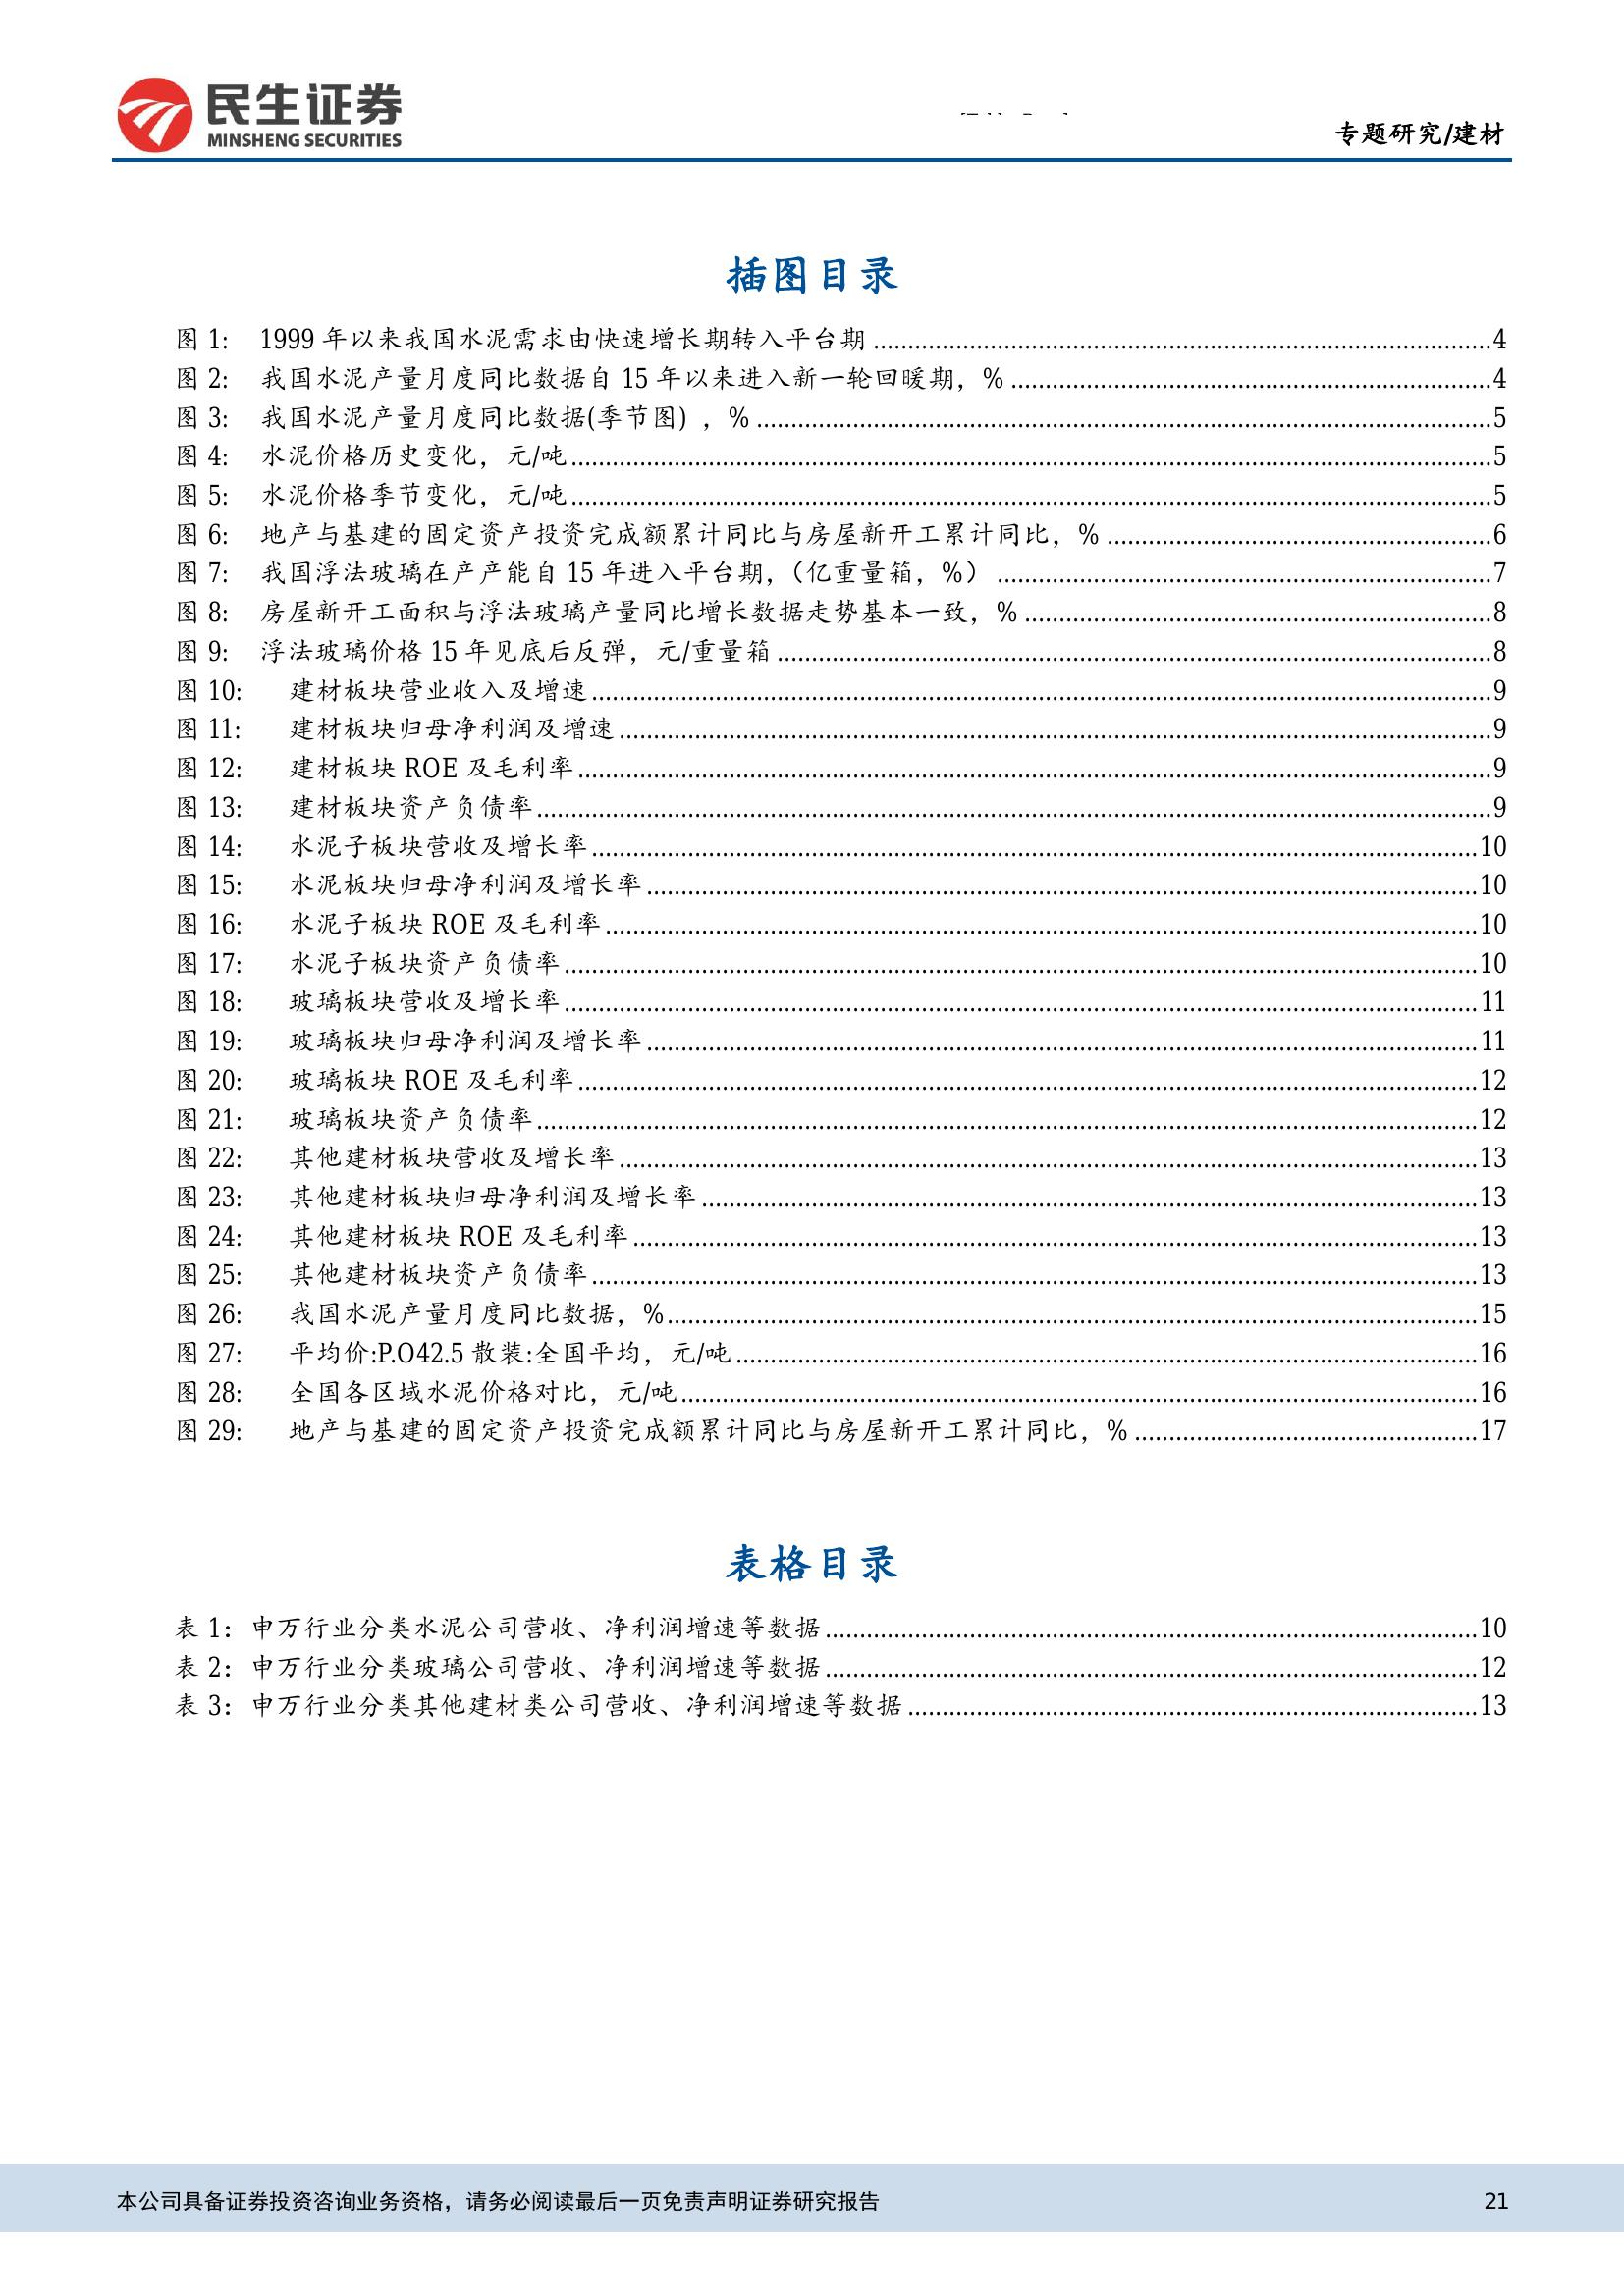 民生证券
MINSHENG SECURITIES
专题研究/建材
插图目录
图 1: 1999 年以来我国水泥需求由快速增长期转入平台期 ........ 4
图 2: 我国水泥产量月度同比数据自 15 年以来进入新一轮回暖期，% ........ 4
图 3: 我国水泥产量月度同比数据(季节图) ，% ........ 5
图 4: 水泥价格历史变化，元/吨 ........ 5
图 5: 水泥价格季节变化，元/吨 ........ 5
图 6: 地产与基建的固定资产投资完成额累计同比与房屋新开工累计同比，% ........ 6
图 7: 我国浮法玻璃在产产能自 15 年进入平台期，（亿重量箱，%） ........ 7
图 8: 房屋新开工面积与浮法玻璃产量同比增长数据走势基本一致，% ........ 8
图 9: 浮法玻璃价格 15 年见底后反弹，元/重量箱 ........ 8
图 10: 建材板块营业收入及增速 ........ 9
图 11: 建材板块归母净利润及增速 ........ 9
图 12: 建材板块 ROE 及毛利率 ........ 9
图 13: 建材板块资产负债率 ........ 9
图 14: 水泥子板块营收及增长率 ........ 10
图 15: 水泥板块归母净利润及增长率 ........ 10
图 16: 水泥子板块 ROE 及毛利率 ........ 10
图 17: 水泥子板块资产负债率 ........ 10
图 18: 玻璃板块营收及增长率 ........ 11
图 19: 玻璃板块归母净利润及增长率 ........ 11
图 20: 玻璃板块 ROE 及毛利率 ........ 12
图 21: 玻璃板块资产负债率 ........ 12
图 22: 其他建材板块营收及增长率 ........ 13
图 23: 其他建材板块归母净利润及增长率 ........ 13
图 24: 其他建材板块 ROE 及毛利率 ........ 13
图 25: 其他建材板块资产负债率 ........ 13
图 26: 我国水泥产量月度同比数据，% ........ 15
图 27: 平均价:P.O42.5 散装:全国平均，元/吨 ........ 16
图 28: 全国各区域水泥价格对比，元/吨 ........ 16
图 29: 地产与基建的固定资产投资完成额累计同比与房屋新开工累计同比，% ........ 17
表格目录
表 1：申万行业分类水泥公司营收、净利润增速等数据 ........ 10
表 2：申万行业分类玻璃公司营收、净利润增速等数据 ........ 12
表 3：申万行业分类其他建材类公司营收、净利润增速等数据 ........ 13
本公司具备证券投资咨询业务资格，请务必阅读最后一页免责声明证券研究报告 21